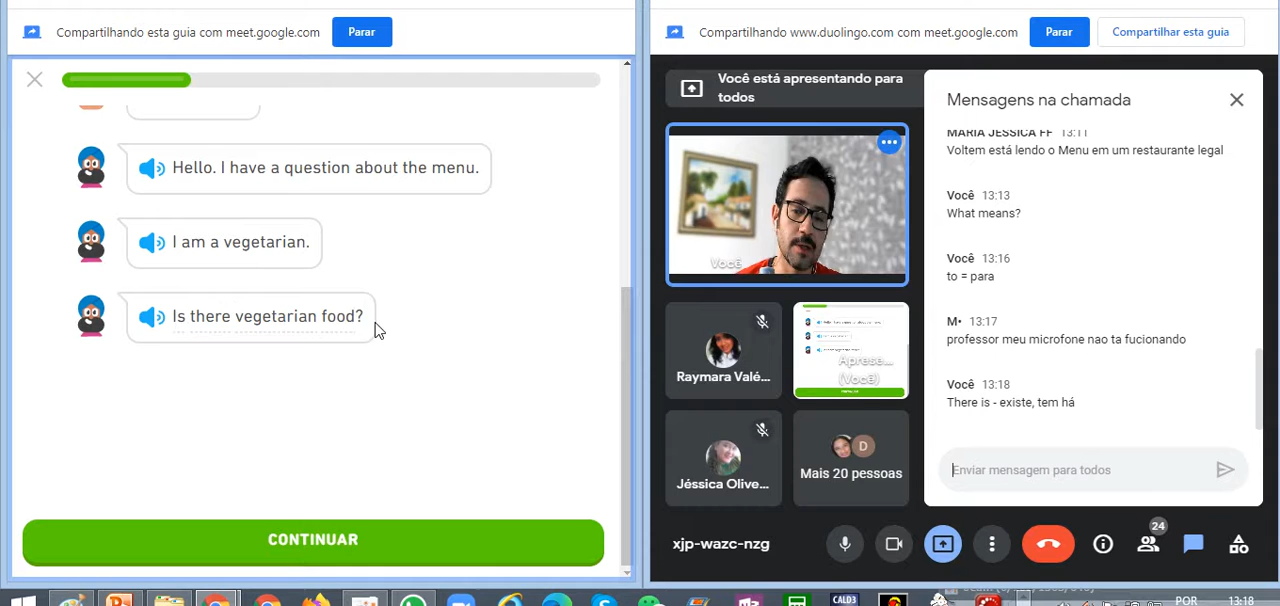 Compartilhando esta guia com meet.google.com
Parar
Hello. I have a question about the menu.
I am a vegetarian.
Is there vegetarian food?
CONTINUAR
Compartilhando www.duolingo.com com meet.google.com
Parar
Compartilhar esta guia
Você está apresentando para
todos
Você
Raymara Valé...
Aprese...
(Você)
Jéssica Olive...
D
Mais 20 pessoas
Mensagens na chamada
MARIA JESSICA FF 13:11
Voltem está lendo o Menu em um restaurante legal
Você 13:13
What means?
Você 13:16
to = para
M• 13:17
professor meu microfone nao ta fucionando
Você 13:18
There is - existe, tem há
Enviar mensagem para todos
xjp-wazc-nzg
24
CALD3
POR
13:18